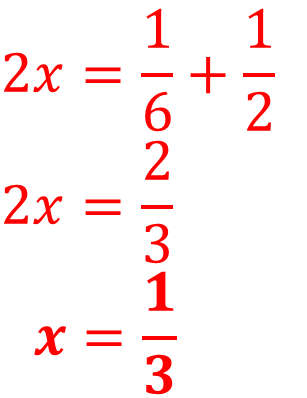 2x = 1/6 + 1/2
2x = 2/3
x = 1/3